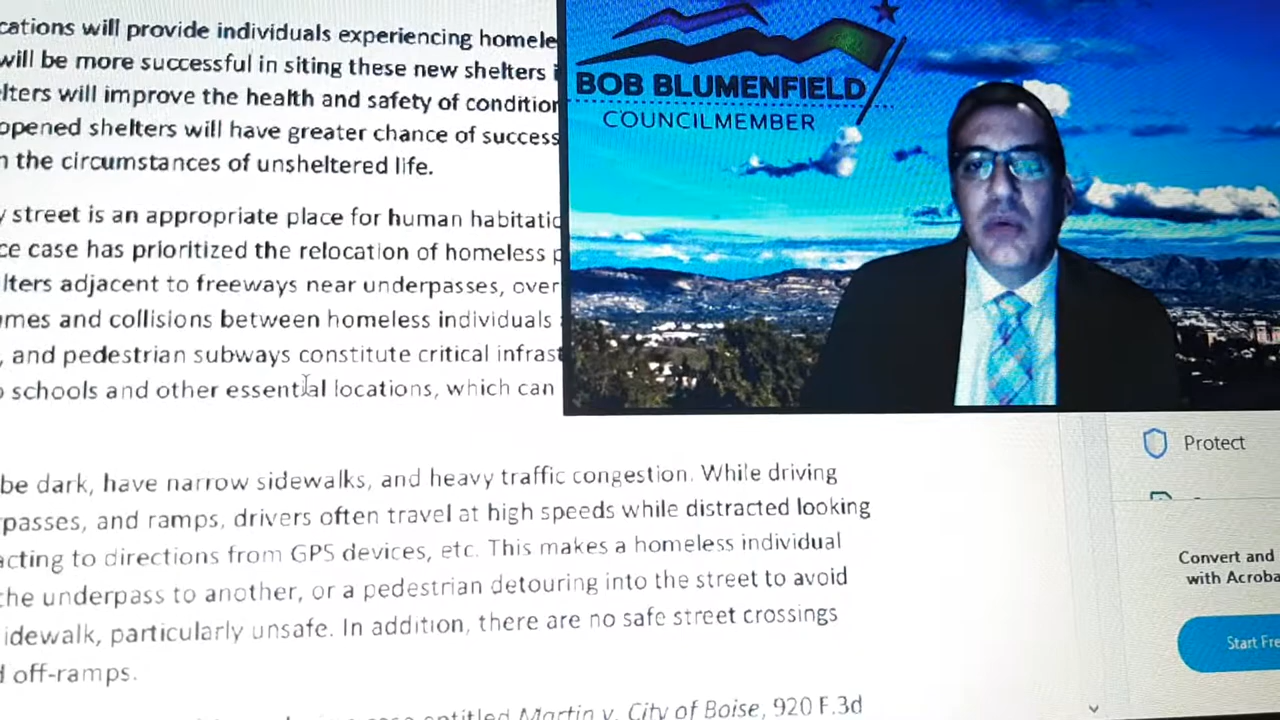 cations will provide individuals experiencing homele
will be more successful in siting these new shelters
lters will improve the health and safety of condition
opened shelters will have greater chance of success
n the circumstances of unsheltered life.
y street is an appropriate place for human habitatio
ce case has prioritized the relocation of homeless p
lters adjacent to freeways near underpasses, over
mes and collisions between homeless individuals
, and pedestrian subways constitute critical infrast
o schools and other essential locations, which can
BOB BLUMENFIELD
COUNCILMEMBER
be dark, have narrow sidewalks, and heavy traffic congestion. While driving
passes, and ramps, drivers often travel at high speeds while distracted looking
acting to directions from GPS devices, etc. This makes a homeless individual
the underpass to another, or a pedestrian detouring into the street to avoid
idewalk, particularly unsafe. In addition, there are no safe street crossings
d off-ramps.
entitled Martin v. City of Boise, 920 F.3d
Protect
Convert and
with Acroba
Start Fre